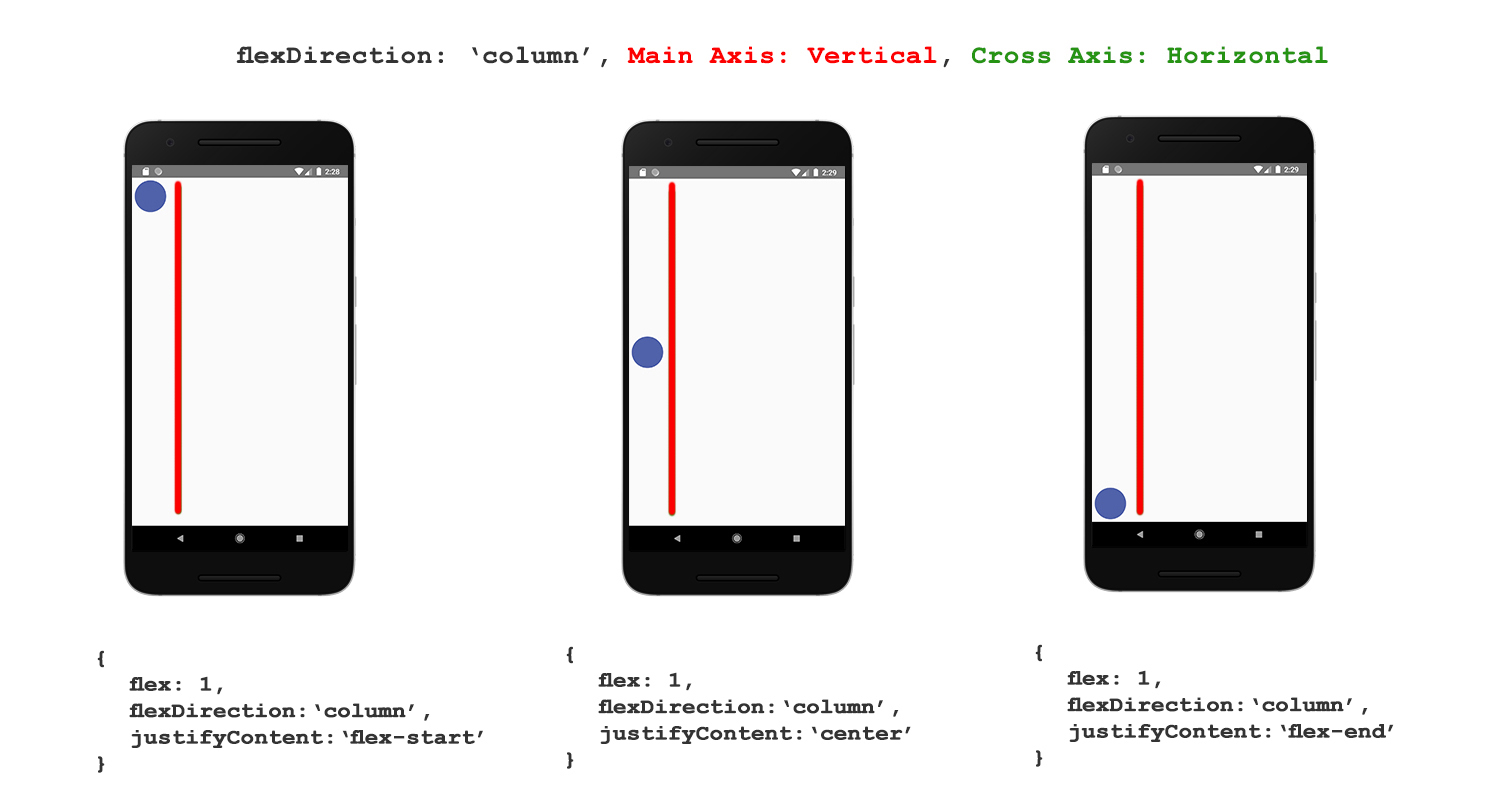 flexDirection: ‘column’, Main Axis: Vertical, Cross Axis: Horizontal
2:28
2:29
2:29
{
flex: 1,
flexDirection:‘column’,
justifyContent:‘flex-start’
}
{
flex: 1,
flexDirection:‘column’,
justifyContent:‘center’
}
{
flex: 1,
flexDirection:‘column’,
justifyContent:‘flex-end’
}